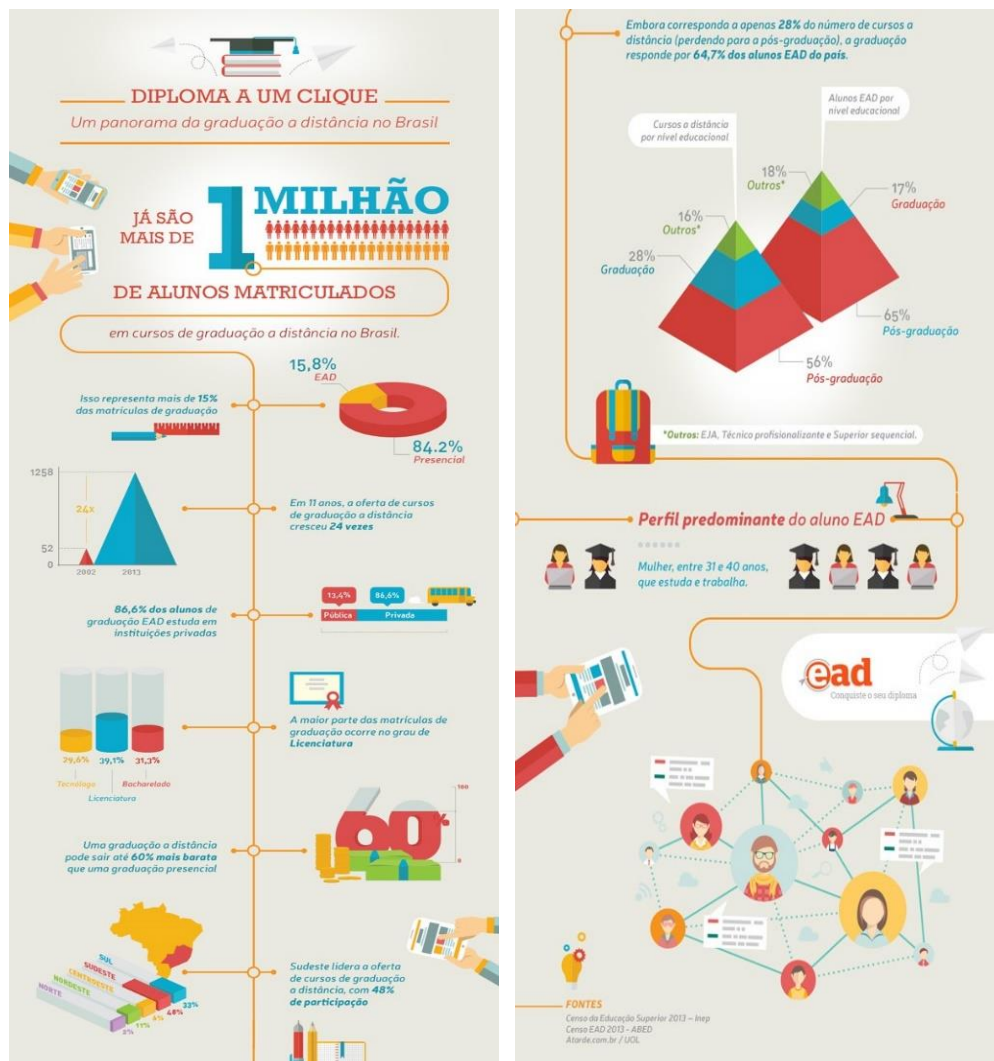 DIPLOMA A UM CLIQUE
Um panorama da graduação a distância no Brasil
JÁ SÃO
MAIS DE
1 MILHÃO
DE ALUNOS MATRICULADOS
em cursos de graduação a distância no Brasil.
Isso representa mais de 15%
das matrículas de graduação
15,8%
EAD
84.2%
Presencial
1258
24x
52
0
2002
2013
Em 11 anos, a oferta de cursos
de graduação a distância
cresceu 24 vezes
86,6% dos alunos de
graduação EAD estuda em
instituições privadas
13,4%
86,6%
Pública
Privada
29,6%
39,1%
31,3%
Tecnólogo
Licenciatura
Bacharelado
A maior parte das matrículas de
graduação ocorre no grau de
Licenciatura
Uma graduação a distância
pode sair até 60% mais barata
que uma graduação presencial
60%
100
0
SUL
SUDESTE
CENTROESTE
NORDESTE
NORTE
33%
48%
6%
11%
2%
Sudeste lidera a oferta
de cursos de graduação
a distância, com 48%
de participação
Embora corresponda a apenas 28% do número de cursos a
distância (perdendo para a pós-graduação), a graduação
responde por 64,7% dos alunos EAD do país.
Cursos a distância
por nível educacional
Alunos EAD por
nível educacional
16%
Outros*
28%
Graduação
56%
Pós-graduação
18%
Outros*
17%
Graduação
65%
Pós-graduação
*Outros: EJA, Técnico profisionalizante e Superior sequencial.
Perfil predominante do aluno EAD
Mulher, entre 31 e 40 anos,
que estuda e trabalha.
ead
Conquiste o seu diploma
FONTES
Censo da Educação Superior 2013 – Inep
Censo EAD 2013 - ABED
Atarde.com.br / UOL